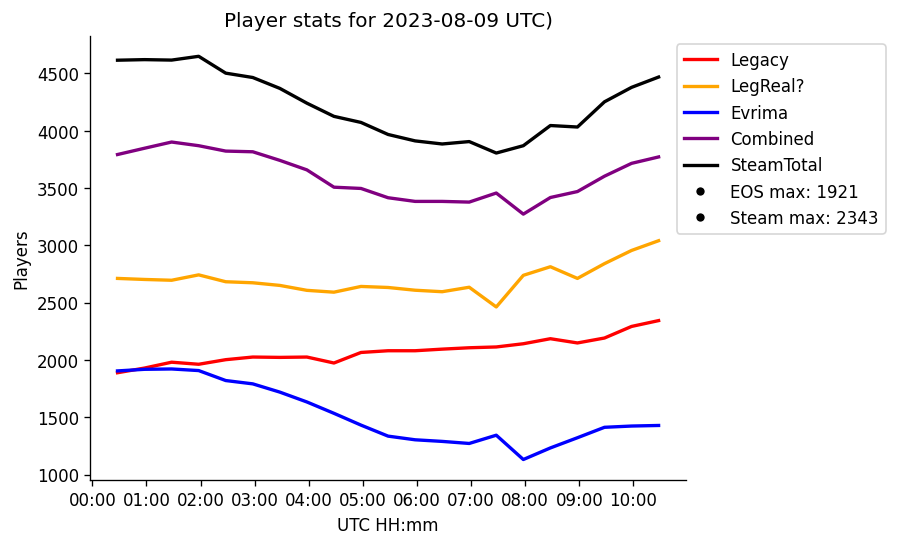 Player stats for 2023-08-09 UTC)
Legacy
LegReal?
Evrima
Combined
SteamTotal
EOS max: 1921
Steam max: 2343
Players
4500
4000
3500
3000
2500
2000
1500
1000
00:00 01:00 02:00 03:00 04:00 05:00 06:00 07:00 08:00 09:00 10:00
UTC HH:mm